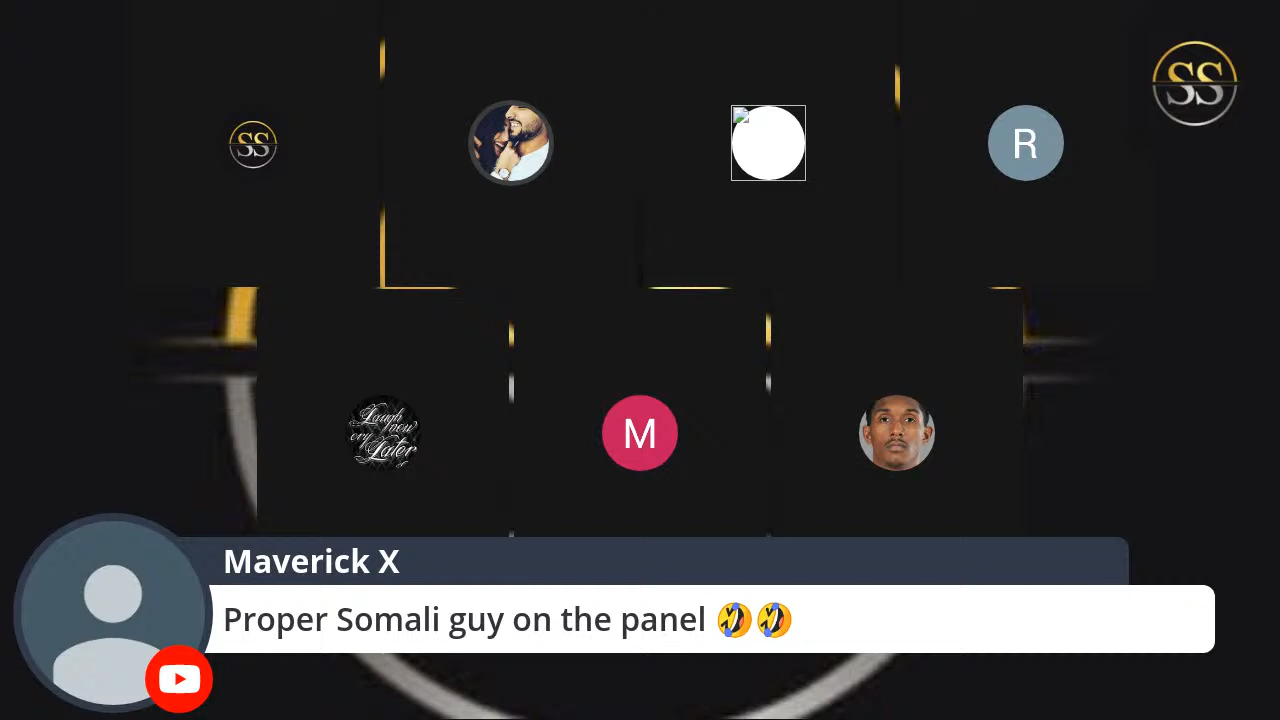 SS
SS
R
Laugh
now
cry
Later
M
Maverick X
Proper Somali guy on the panel 🤣🤣